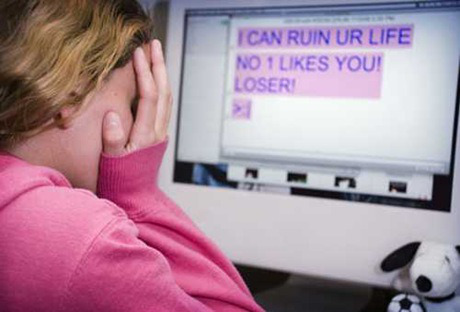 I CAN RUIN UR LIFE
NO 1 LIKES YOU!
LOSER!
>:(